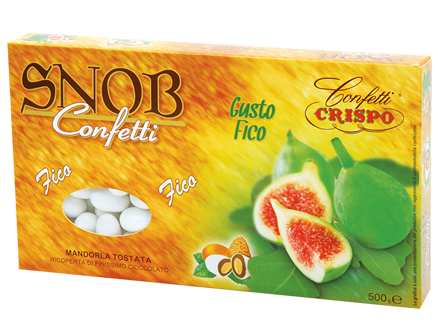 SNOB
Confetti
Gusto
Fico
Confetti
CRISPO
Fico
Fico
MANDORLA TOSTATA
RICOPERTA DI FINISSIMO CIOCCOLATO
500g